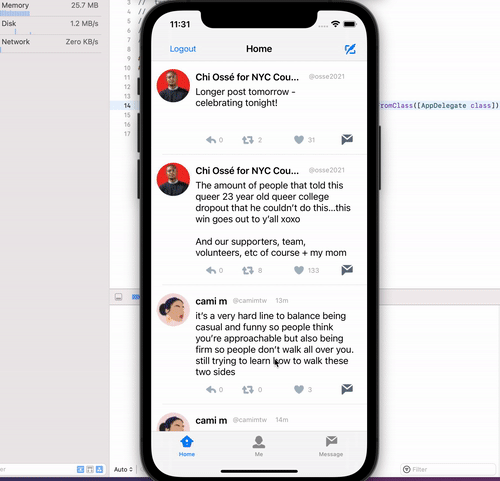 Memory 25.7 MB
Disk 1.2 MB/s
Network Zero KB/s
13
14
15
16
17
romClass([AppDelegate class])
11:31
Logout Home
Chi Ossé for NYC Cou... @osse2021
Longer post tomorrow -
celebrating tonight!
0 2 31
Chi Ossé for NYC Cou... @osse2021
The amount of people that told this
queer 23 year old queer college
dropout that he couldn't do this...this
win goes out to y'all xoxo
And our supporters, team,
volunteers, etc of course + my mom
0 8 133
cami m @camimtw 13m
it's a very hard line to balance being
casual and funny so people think
you're approachable but also being
firm so people don't walk all over you.
still trying to learn how to walk these
two sides
0 0 3
cami m @camimtw 14m
Home Me Message
Auto
Filter